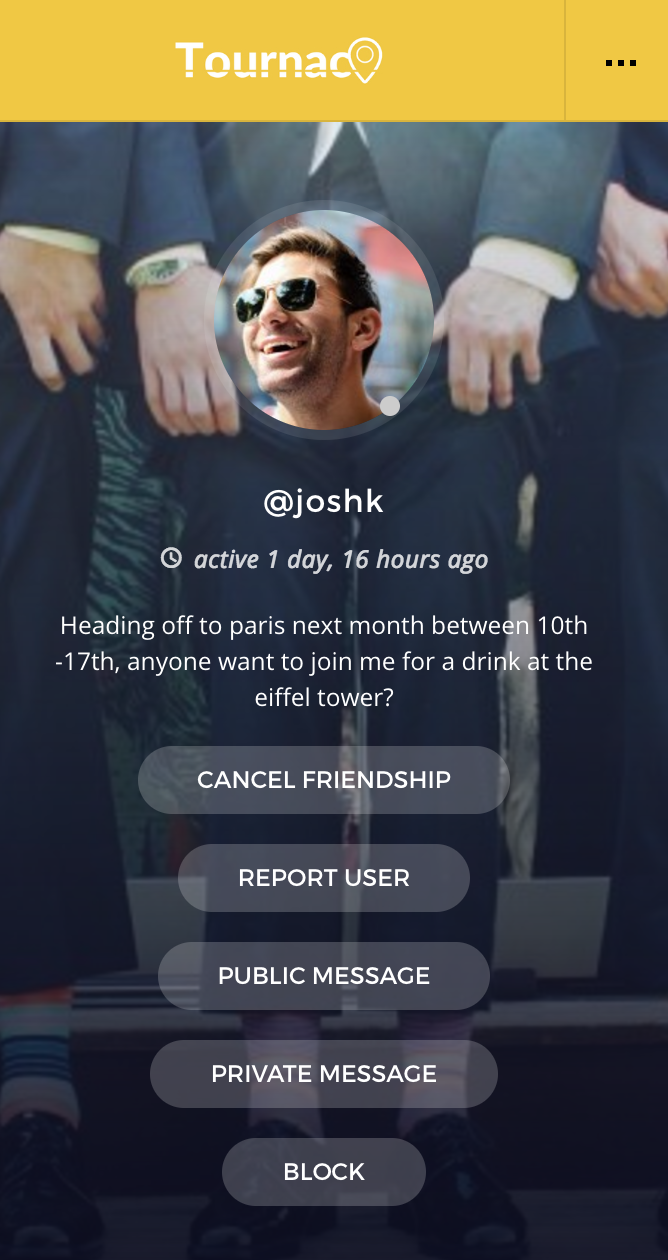 Tournac
@joshk
active 1 day, 16 hours ago
Heading off to paris next month between 10th
-17th, anyone want to join me for a drink at the
eiffel tower?
CANCEL FRIENDSHIP
REPORT USER
PUBLIC MESSAGE
PRIVATE MESSAGE
BLOCK